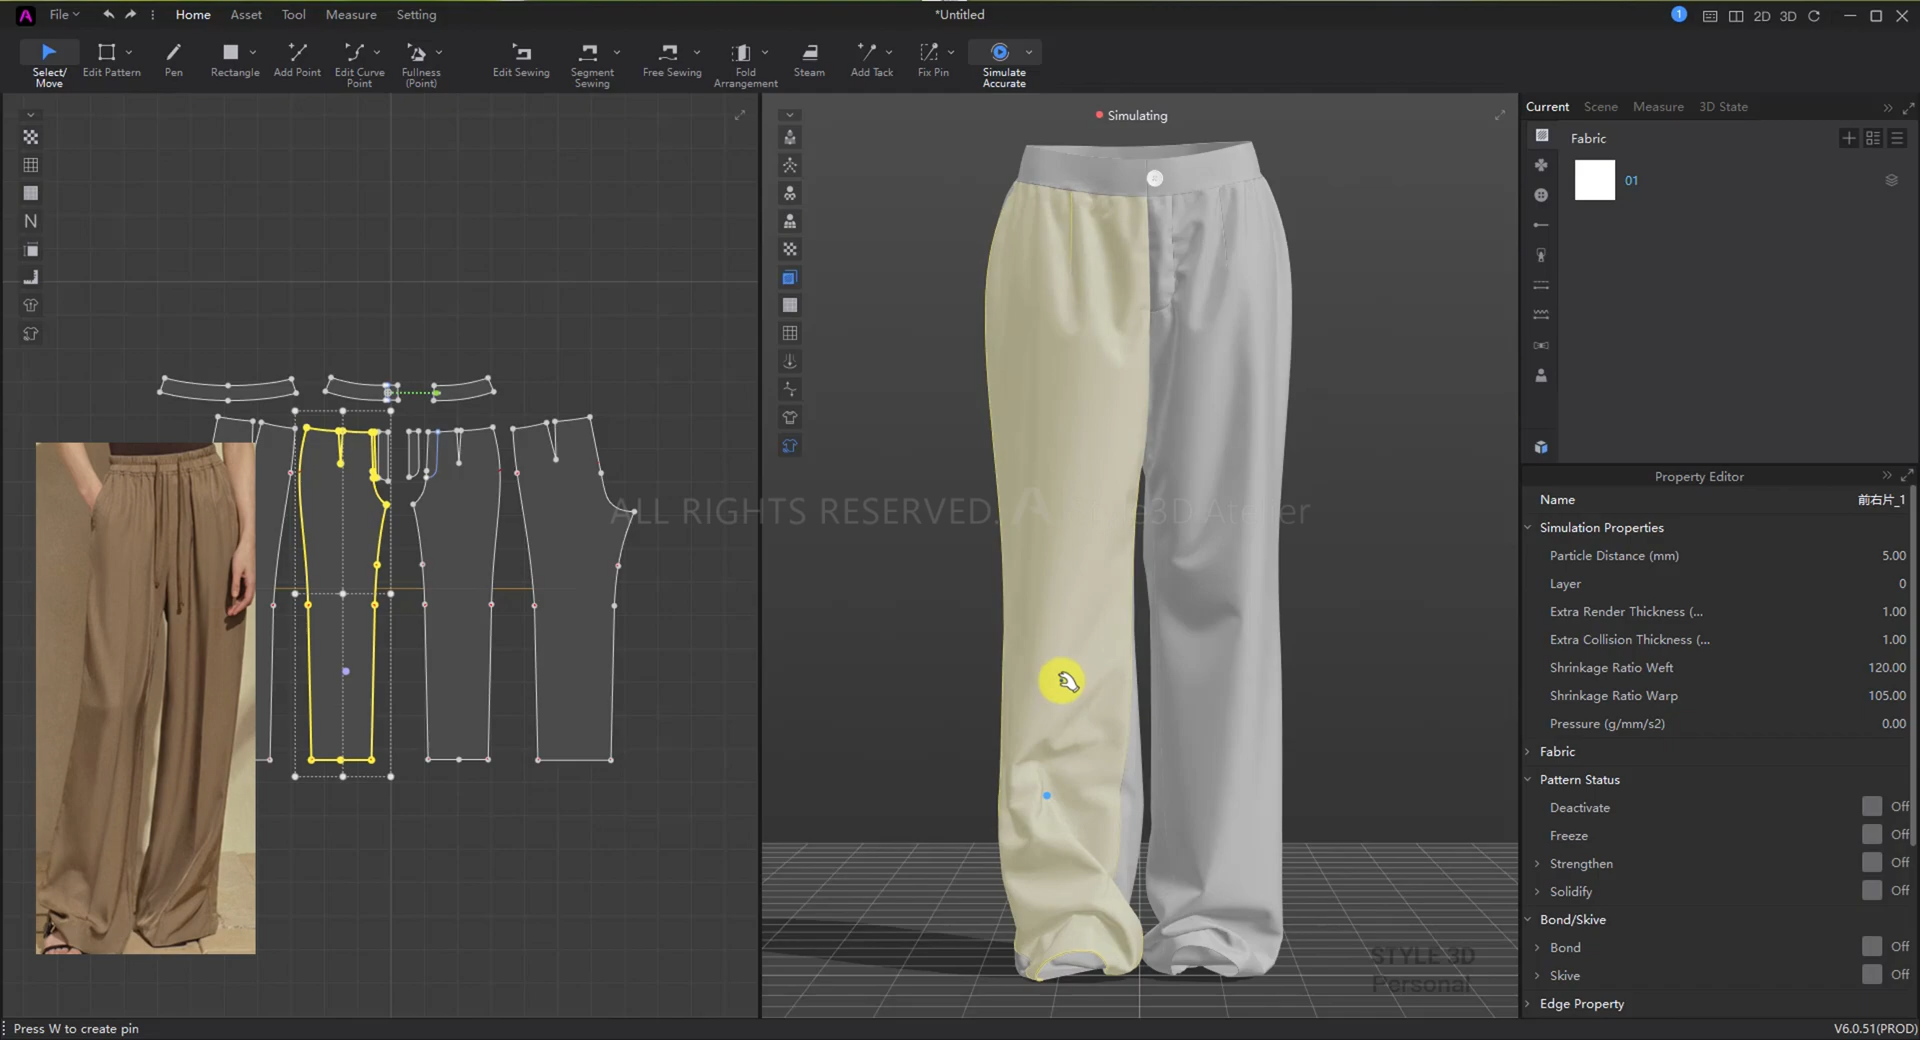 File
Home
Asset
Tool
Measure
Setting
*Untitled
1
2D
3D
Select/
Move
Edit Pattern
Pen
Rectangle
Add Point
Edit Curve
Point
Fullness
(Point)
Edit Sewing
Segment
Sewing
Free Sewing
Fold
Arrangement
Steam
Add Tack
Fix Pin
Simulate
Accurate
Simulating
Current
Scene
Measure
3D State
Fabric
01
N
ALL RIGHTS RESERVED.
3D Atelier
Property Editor
Name
前右片_1
Simulation Properties
Particle Distance (mm)
5.00
Layer
0
Extra Render Thickness (...
1.00
Extra Collision Thickness (...
1.00
Shrinkage Ratio Weft
120.00
Shrinkage Ratio Warp
105.00
Pressure (g/mm/s2)
0.00
Fabric
Pattern Status
Deactivate
Off
Freeze
Off
Strengthen
Off
Solidify
Off
Bond/Skive
Bond
Off
Skive
Off
Edge Property
STYLE3D
Personal
Press W to create pin
V6.0.51(PROD)